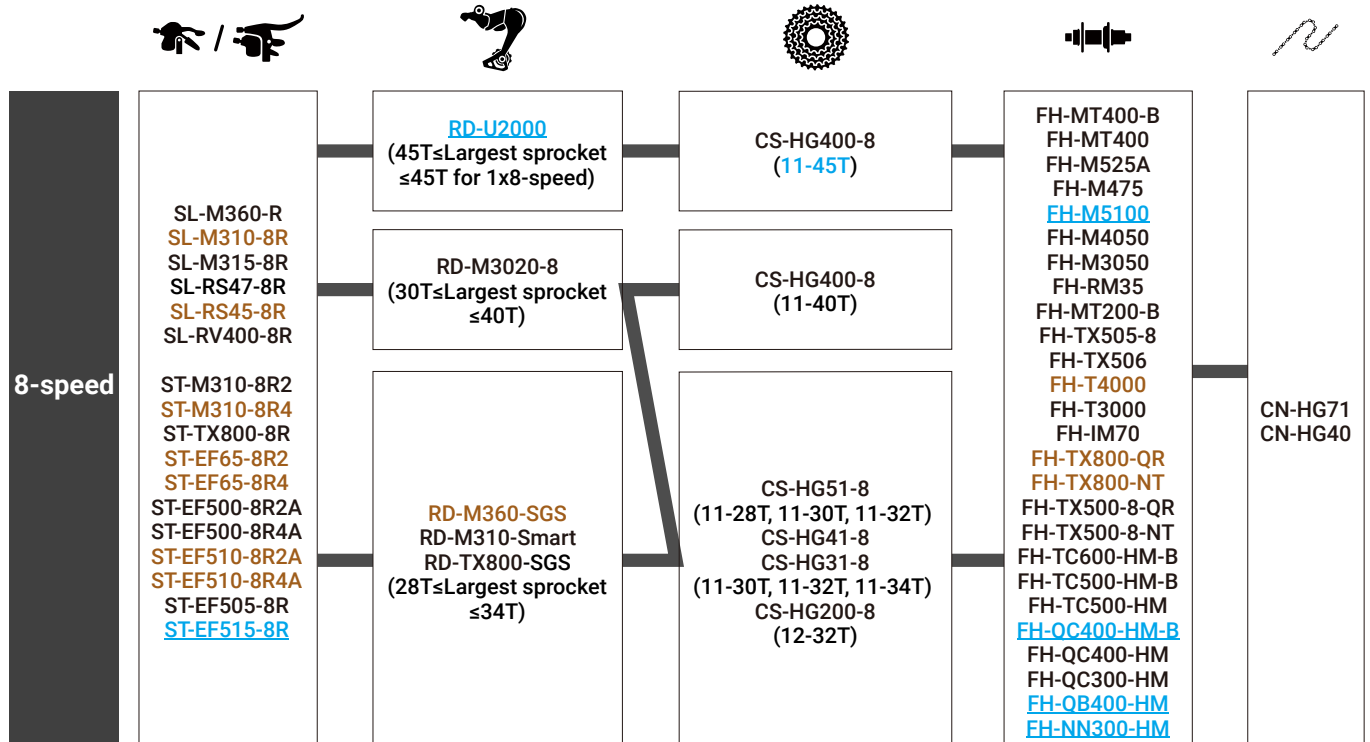 /
8-speed
SL-M360-R
SL-M310-8R
SL-M315-8R
SL-RS47-8R
SL-RS45-8R
SL-RV400-8R
ST-M310-8R2
ST-M310-8R4
ST-TX800-8R
ST-EF65-8R2
ST-EF65-8R4
ST-EF500-8R2A
ST-EF500-8R4A
ST-EF510-8R2A
ST-EF510-8R4A
ST-EF505-8R
ST-EF515-8R
RD-U2000
(45T≤Largest sprocket
≤45T for 1x8-speed)
RD-M3020-8
(30T≤Largest sprocket
≤40T)
RD-M360-SGS
RD-M310-Smart
RD-TX800-SGS
(28T≤Largest sprocket
≤34T)
CS-HG400-8
(11-45T)
CS-HG400-8
(11-40T)
CS-HG51-8
(11-28T, 11-30T, 11-32T)
CS-HG41-8
CS-HG31-8
(11-30T, 11-32T, 11-34T)
CS-HG200-8
(12-32T)
FH-MT400-B
FH-MT400
FH-M525A
FH-M475
FH-M5100
FH-M4050
FH-M3050
FH-RM35
FH-MT200-B
FH-TX505-8
FH-TX506
FH-T4000
FH-T3000
FH-IM70
FH-TX800-QR
FH-TX800-NT
FH-TX500-8-QR
FH-TX500-8-NT
FH-TC600-HM-B
FH-TC500-HM-B
FH-TC500-HM
FH-QC400-HM-B
FH-QC400-HM
FH-QC300-HM
FH-QB400-HM
FH-NN300-HM
CN-HG71
CN-HG40